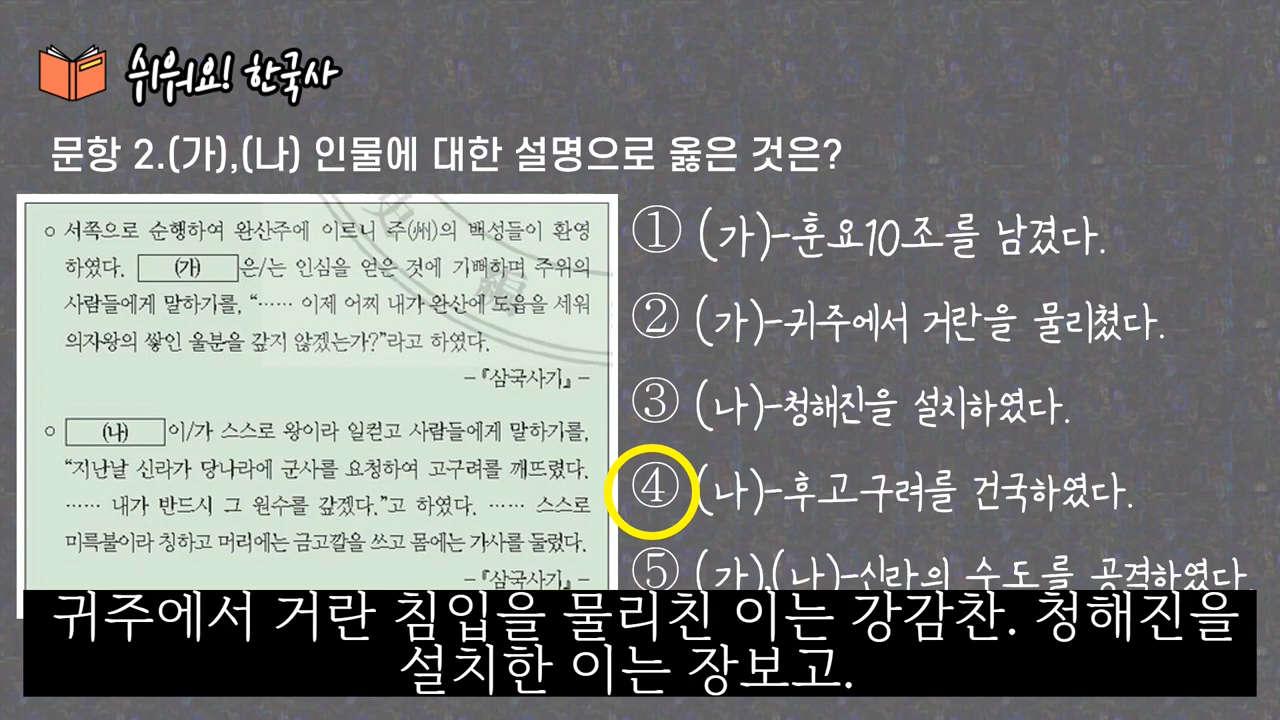 쉬워요! 한국사
문항 2.(가),(나) 인물에 대한 설명으로 옳은 것은?
○ 서쪽으로 순행하여 완산주에 이르니 주(州)의 백성들이 환영
하였다. (가) 은/는 인심을 얻은 것에 기뻐하며 주위의
사람들에게 말하기를, “…… 이제 어찌 내가 완산에 도읍을 세워
의자왕의 쌓인 울분을 갚지 않겠는가?”라고 하였다.
-『삼국사기』-
○ (나) 이/가 스스로 왕이라 일컫고 사람들에게 말하기를,
“지난날 신라가 당나라에 군사를 요청하여 고구려를 깨뜨렸다.
…… 내가 반드시 그 원수를 갚겠다.”고 하였다. …… 스스로
미륵불이라 칭하고 머리에는 금고깔을 쓰고 몸에는 가사를 둘렀다.
-『삼국사기』-
① (가)-훈요10조를 남겼다.
② (가)-귀주에서 거란을 물리쳤다.
③ (나)-청해진을 설치하였다.
④ (나)-후고구려를 건국하였다.
⑤ (가),(나)-신라의 수도를 공격하였다
귀주에서 거란 침입을 물리친 이는 강감찬. 청해진을
설치한 이는 장보고.